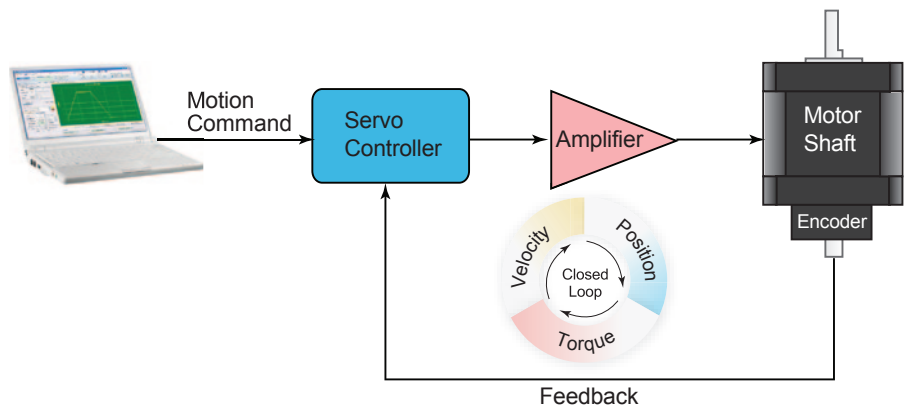 Motion
Command
Servo
Controller
Amplifier
Motor
Shaft
Encoder
Velocity
Position
Closed
Loop
Torque
Feedback